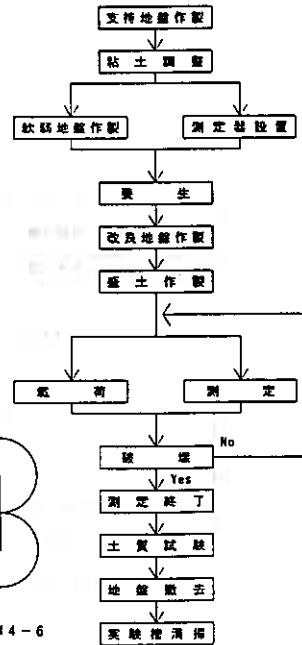 支持地盤作製
粘土調整
軟弱地盤作製
測定器設置
養生
改良地盤作製
盛土作製
載荷
測定
破壊
No
Yes
測定終了
土質試験
地盤撤去
実験槽清掃
4-6